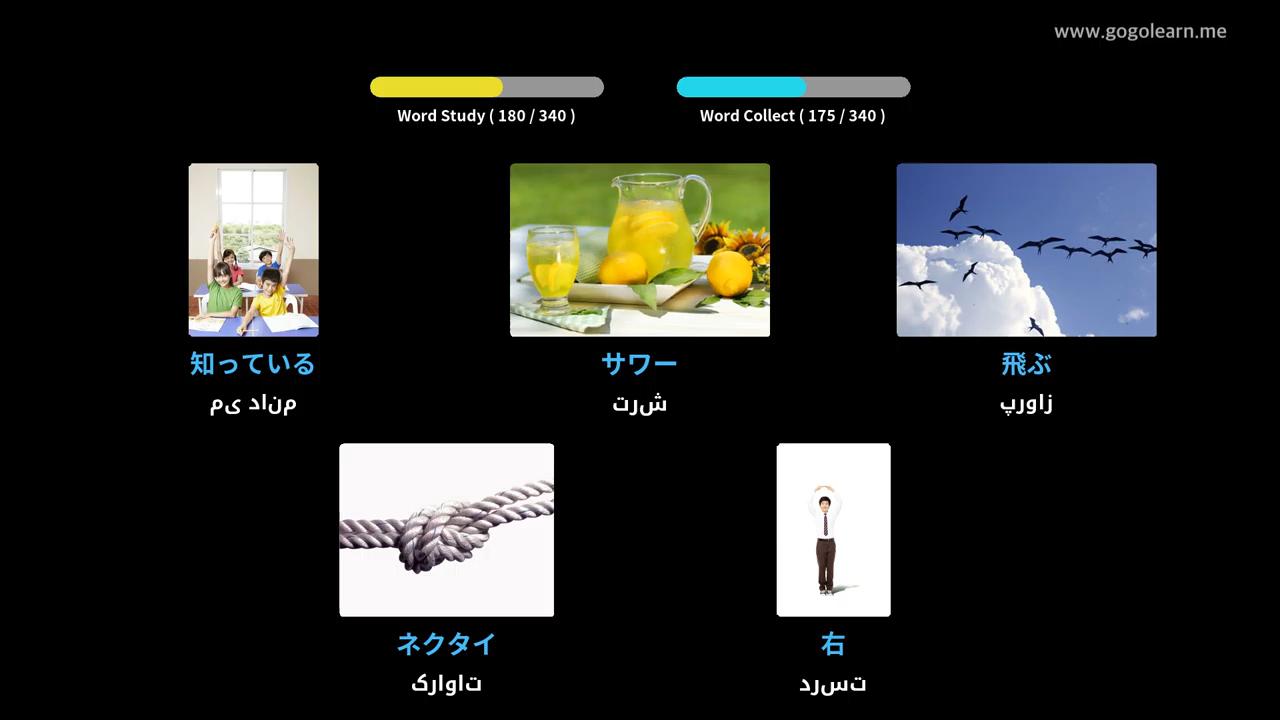 www.gogolearn.me
Word Study ( 180 / 340 )
Word Collect ( 175 / 340 )
知っている
مناد یم
サワー
شرت
飛ぶ
زاورپ
ネクタイ
تاوارک
右
تسرد